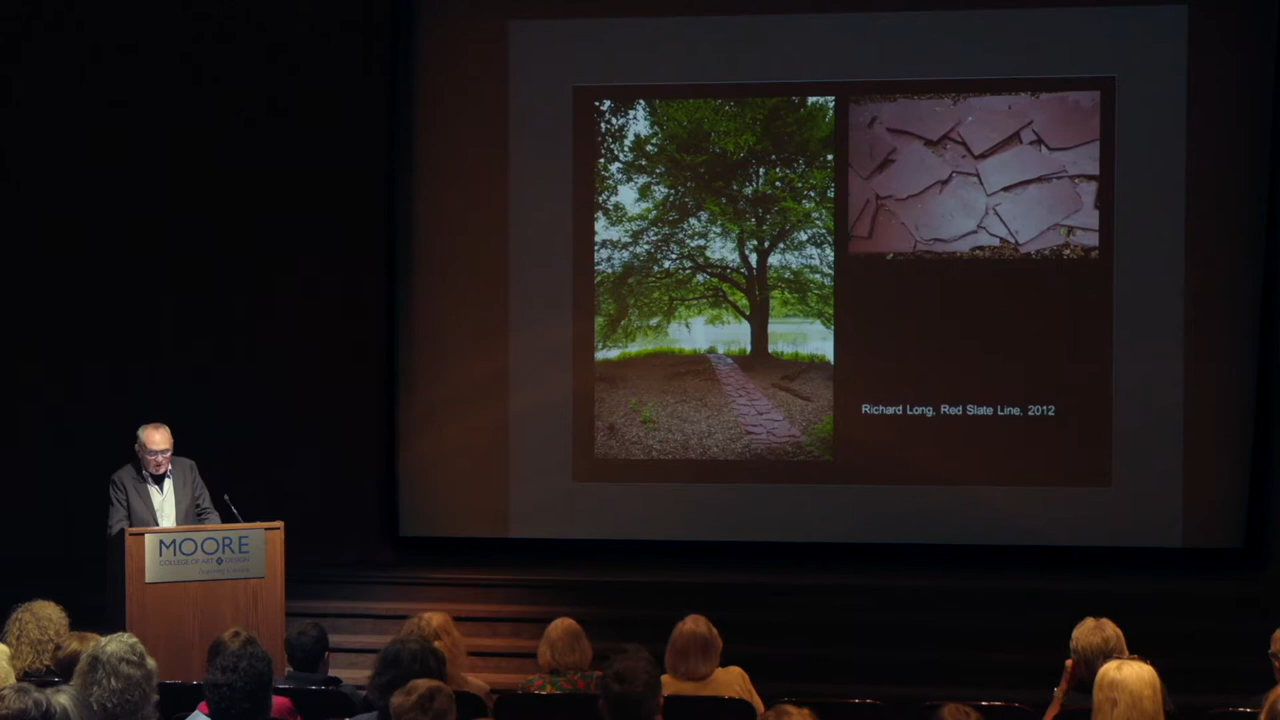 Richard Long, Red Slate Line, 2012
MOORE
COLLEGE OF ART & DESIGN